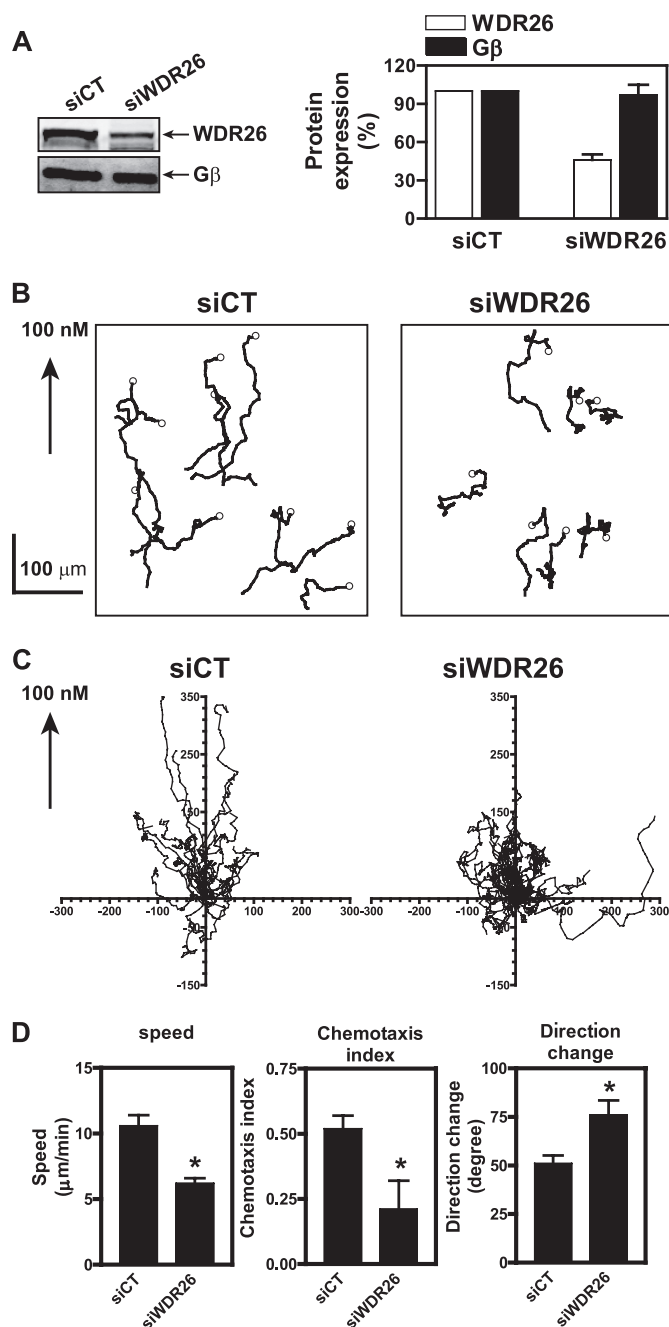 A
siCT
siWDR26
WDR26
Gβ
WDR26
Gβ
Protein
expression
(%)
120
90
60
30
0
siCT
siWDR26
B
siCT
siWDR26
100 nM
100 μm
C
siCT
siWDR26
100 nM
350
250
150
-50
-150
-300
-200
-100
0
100
200
300
350
250
150
-50
-150
-300
-200
-100
0
100
200
300
D
speed
Speed
(μm/min)
15
10
5
0
siCT
siWDR26
*
Chemotaxis
index
Chemotaxis index
0.75
0.50
0.25
0.00
siCT
siWDR26
*
Direction
change
Direction change
(degree)
100
75
50
25
0
siCT
siWDR26
*